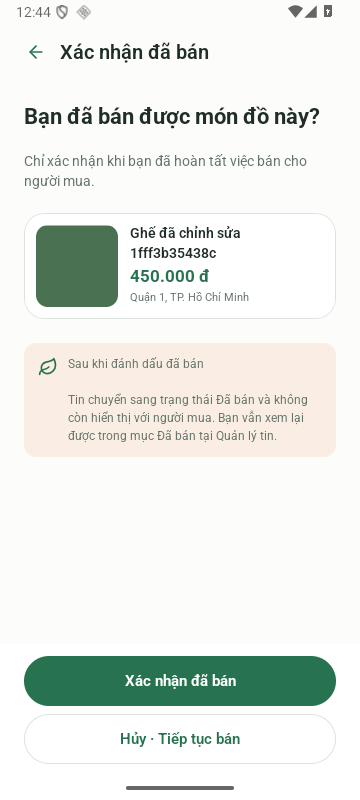 12:44
Xác nhận đã bán
Bạn đã bán được món đồ này?
Chỉ xác nhận khi bạn đã hoàn tất việc bán cho
người mua.
Ghế đã chỉnh sửa
1fff3b35438c
450.000 đ
Quận 1, TP. Hồ Chí Minh
Sau khi đánh dấu đã bán
Tin chuyển sang trạng thái Đã bán và không
còn hiển thị với người mua. Bạn vẫn xem lại
được trong mục Đã bán tại Quản lý tin.
Xác nhận đã bán
Hủy · Tiếp tục bán